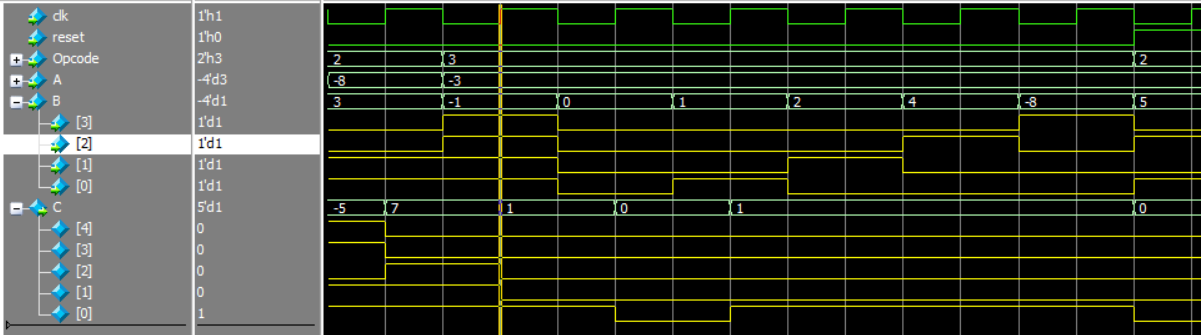 clk 1'h1
reset 1'h0
Opcode 2'h3 2 3 2
A -4'd3 -8 -3
B -4'd1 3 -1 0 1 2 4 -8 5
[3] 1'd1
[2] 1'd1
[1] 1'd1
[0] 1'd1
C 5'd1 -5 7 1 0 1 0
[4] 0
[3] 0
[2] 0
[1] 0
[0] 1